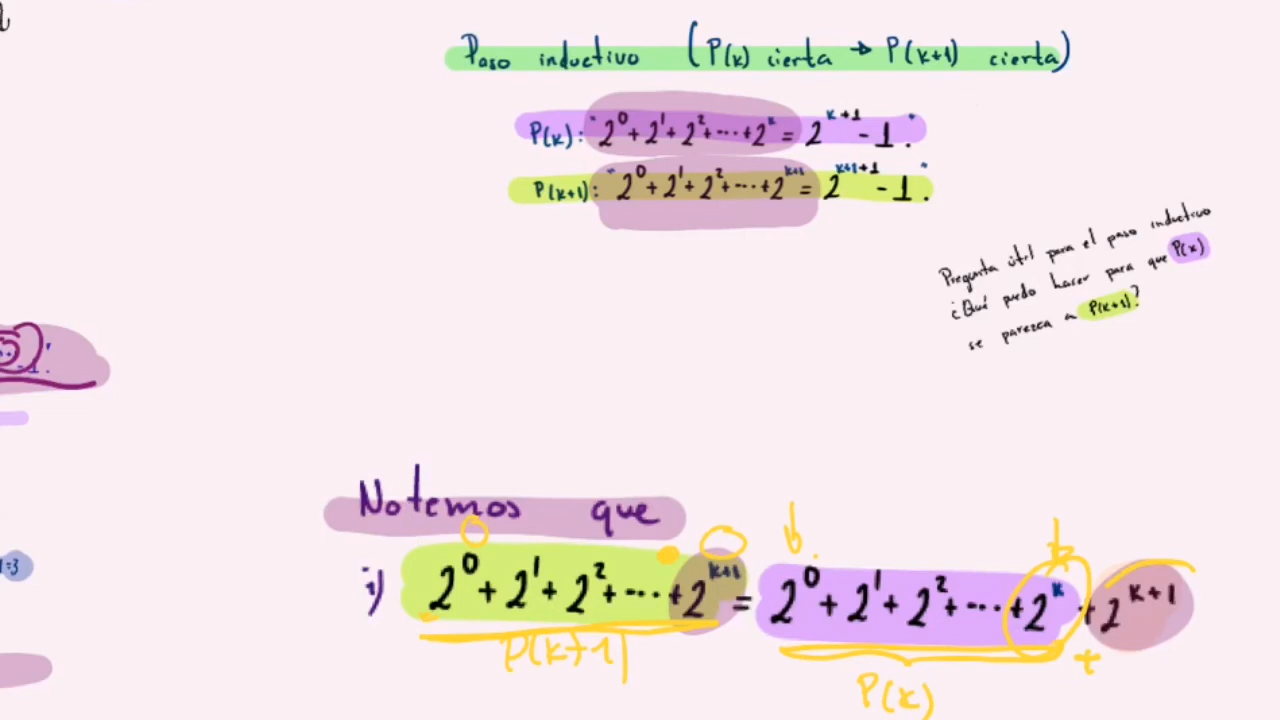 Paso inductivo (P(k) cierta → P(k+1) cierta)
P(k): "2⁰ + 2¹ + 2² + ··· + 2ᵏ = 2ᵏ⁺¹ - 1."
P(k+1): "2⁰ + 2¹ + 2² + ··· + 2ᵏ⁺¹ = 2ᵏ⁺¹⁺¹ - 1."
Pregunta útil para el paso inductivo
¿Qué puedo hacer para que P(k)
se parezca a P(k+1)?
Notemos que
i) 2⁰ + 2¹ + 2² + ··· + 2ᵏ⁺¹ = 2⁰ + 2¹ + 2² + ··· + 2ᵏ + 2ᵏ⁺¹
P(k+1) P(k) +